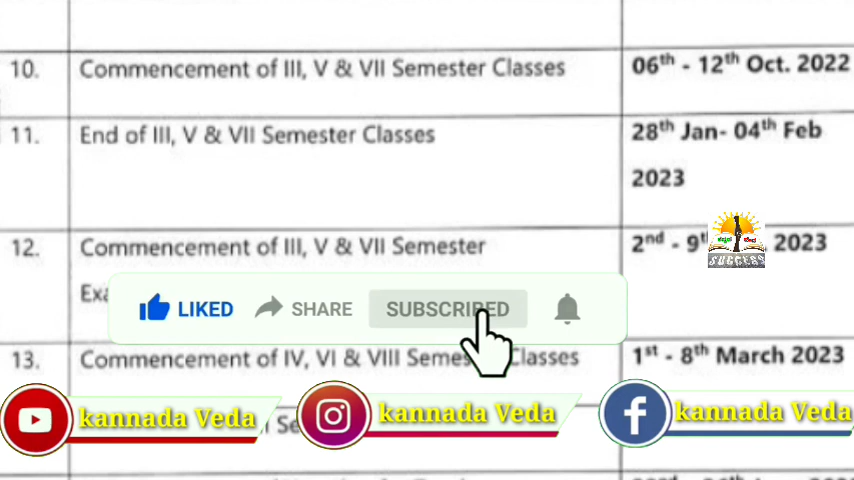 10. Commencement of III, V & VII Semester Classes 06th - 12th Oct. 2022
11. End of III, V & VII Semester Classes 28th Jan- 04th Feb
2023
12. Commencement of III, V & VII Semester 2nd - 9th 2023
SUCCESS
LIKED SHARE SUBSCRIBED
13. Commencement of IV, VI & VIII Classes 1st - 8th March 2023
kannada Veda kannada Veda kannada Veda